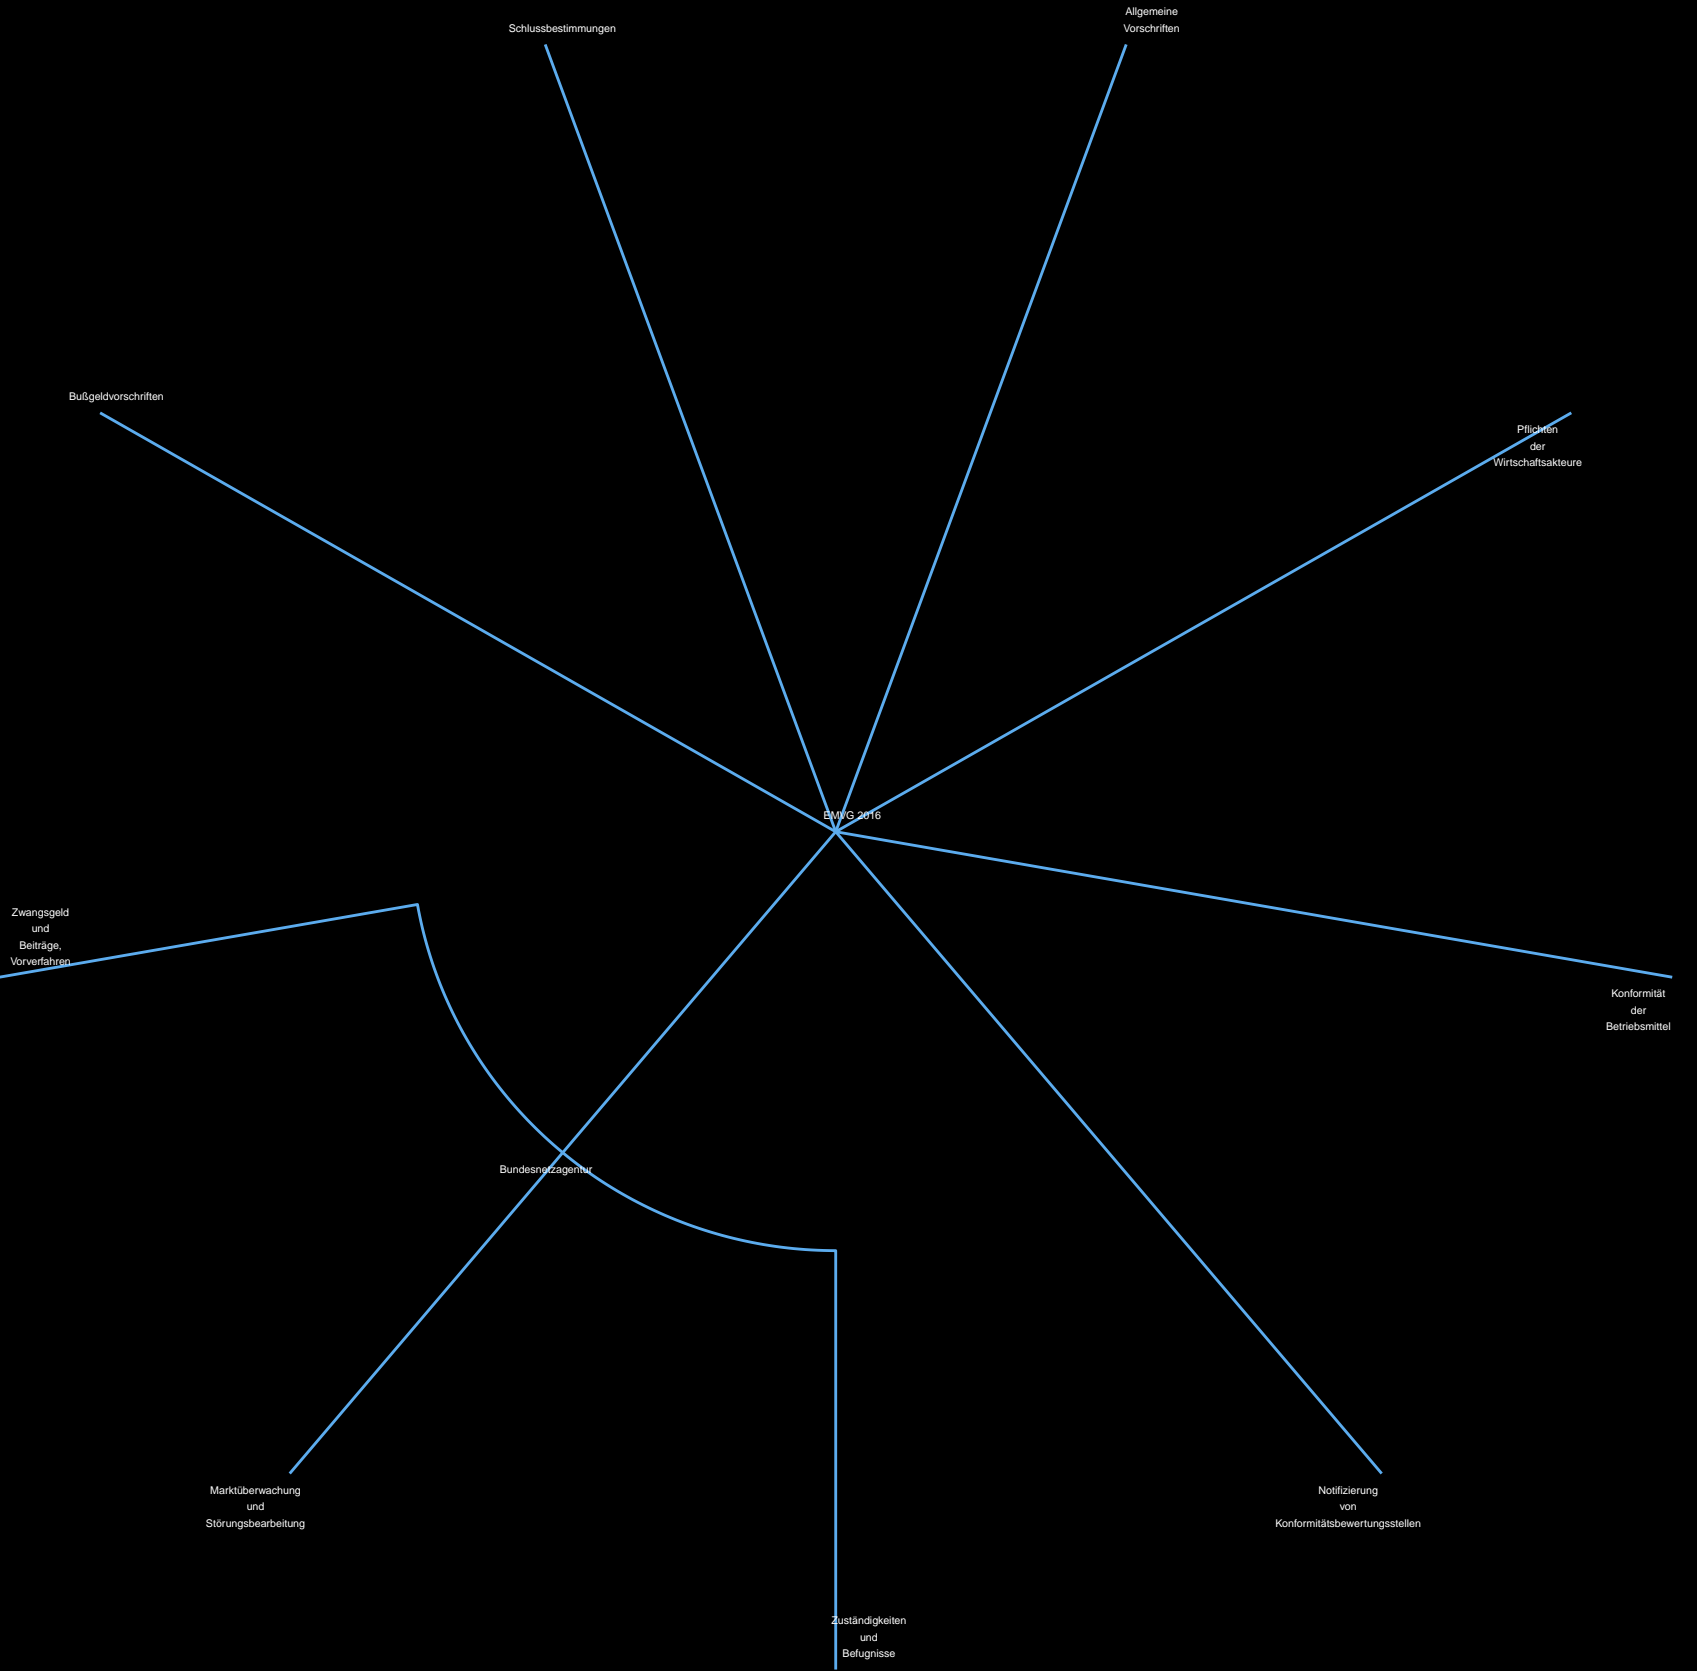 Allgemeine
Vorschriften
Schlussbestimmungen
Bußgeldvorschriften
Pflichten
der
Wirtschaftsakteure
EMVG 2016
Zwangsgeld
und
Beiträge,
Vorverfahren
Konformität
der
Betriebsmittel
Bundesnetzagentur
Marktüberwachung
und
Störungsbearbeitung
Notifizierung
von
Konformitätsbewertungsstellen
Zuständigkeiten
und
Befugnisse